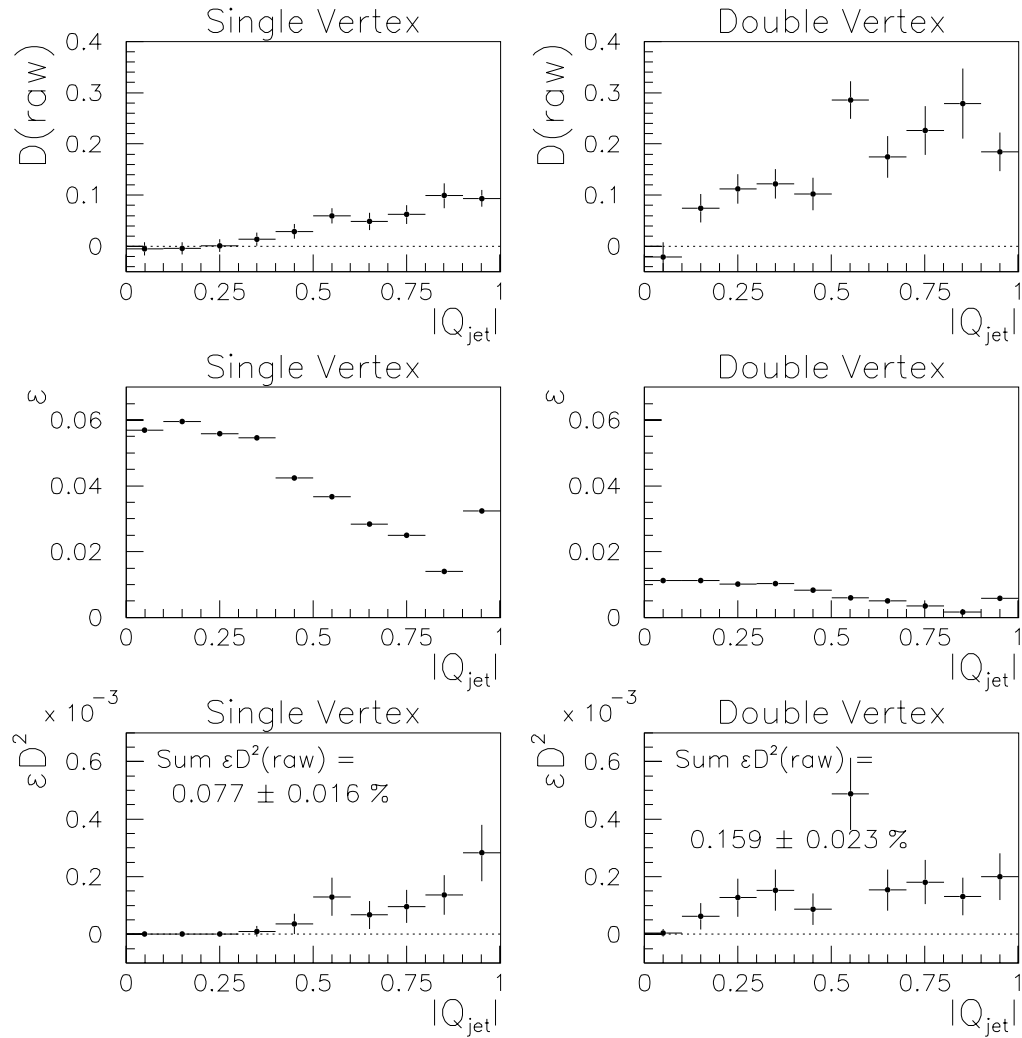 Single Vertex
D(raw)
0.4
0.3
0.2
0.1
0
0 0.25 0.5 0.75 1
|Q_jet|
Double Vertex
D(raw)
0.4
0.3
0.2
0.1
0
0 0.25 0.5 0.75 1
|Q_jet|
Single Vertex
ε
0.06
0.04
0.02
0
0 0.25 0.5 0.75 1
|Q_jet|
Double Vertex
ε
0.06
0.04
0.02
0
0 0.25 0.5 0.75 1
|Q_jet|
× 10⁻³
Single Vertex
εD²
Sum εD²(raw) =
0.077 ± 0.016 %
0.6
0.4
0.2
0
0 0.25 0.5 0.75 1
|Q_jet|
× 10⁻³
Double Vertex
εD²
Sum εD²(raw) =
0.159 ± 0.023 %
0.6
0.4
0.2
0
0 0.25 0.5 0.75 1
|Q_jet|